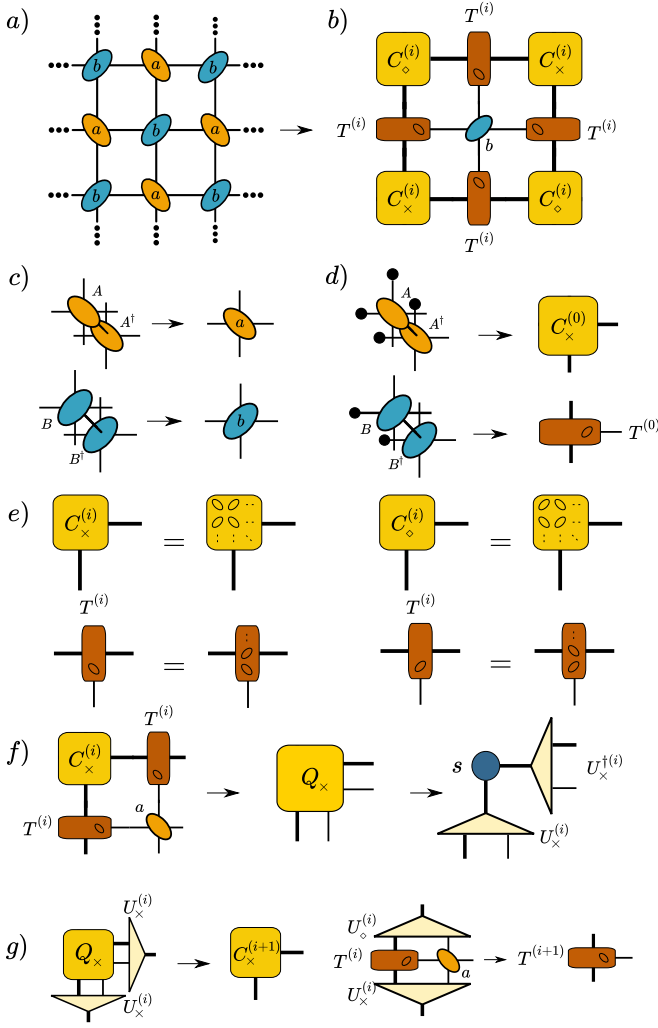 a)
b a b
a b a
b a b
b)
T^(i)
C_⋄^(i) C_×^(i)
T^(i) b T^(i)
C_×^(i) C_⋄^(i)
T^(i)
c)
A
A†
a
B
B†
b
d)
A
A†
C_×^(0)
B
B†
T^(0)
e)
C_×^(i) =
C_⋄^(i) =
T^(i)
=
T^(i)
=
f)
T^(i)
C_×^(i)
T^(i) a
Q_×
s U_×^†(i)
U_×^(i)
g)
U_×^(i)
Q_×
U_×^(i)
C_×^(i+1)
U_⋄^(i)
T^(i) a
U_×^(i)
T^(i+1)